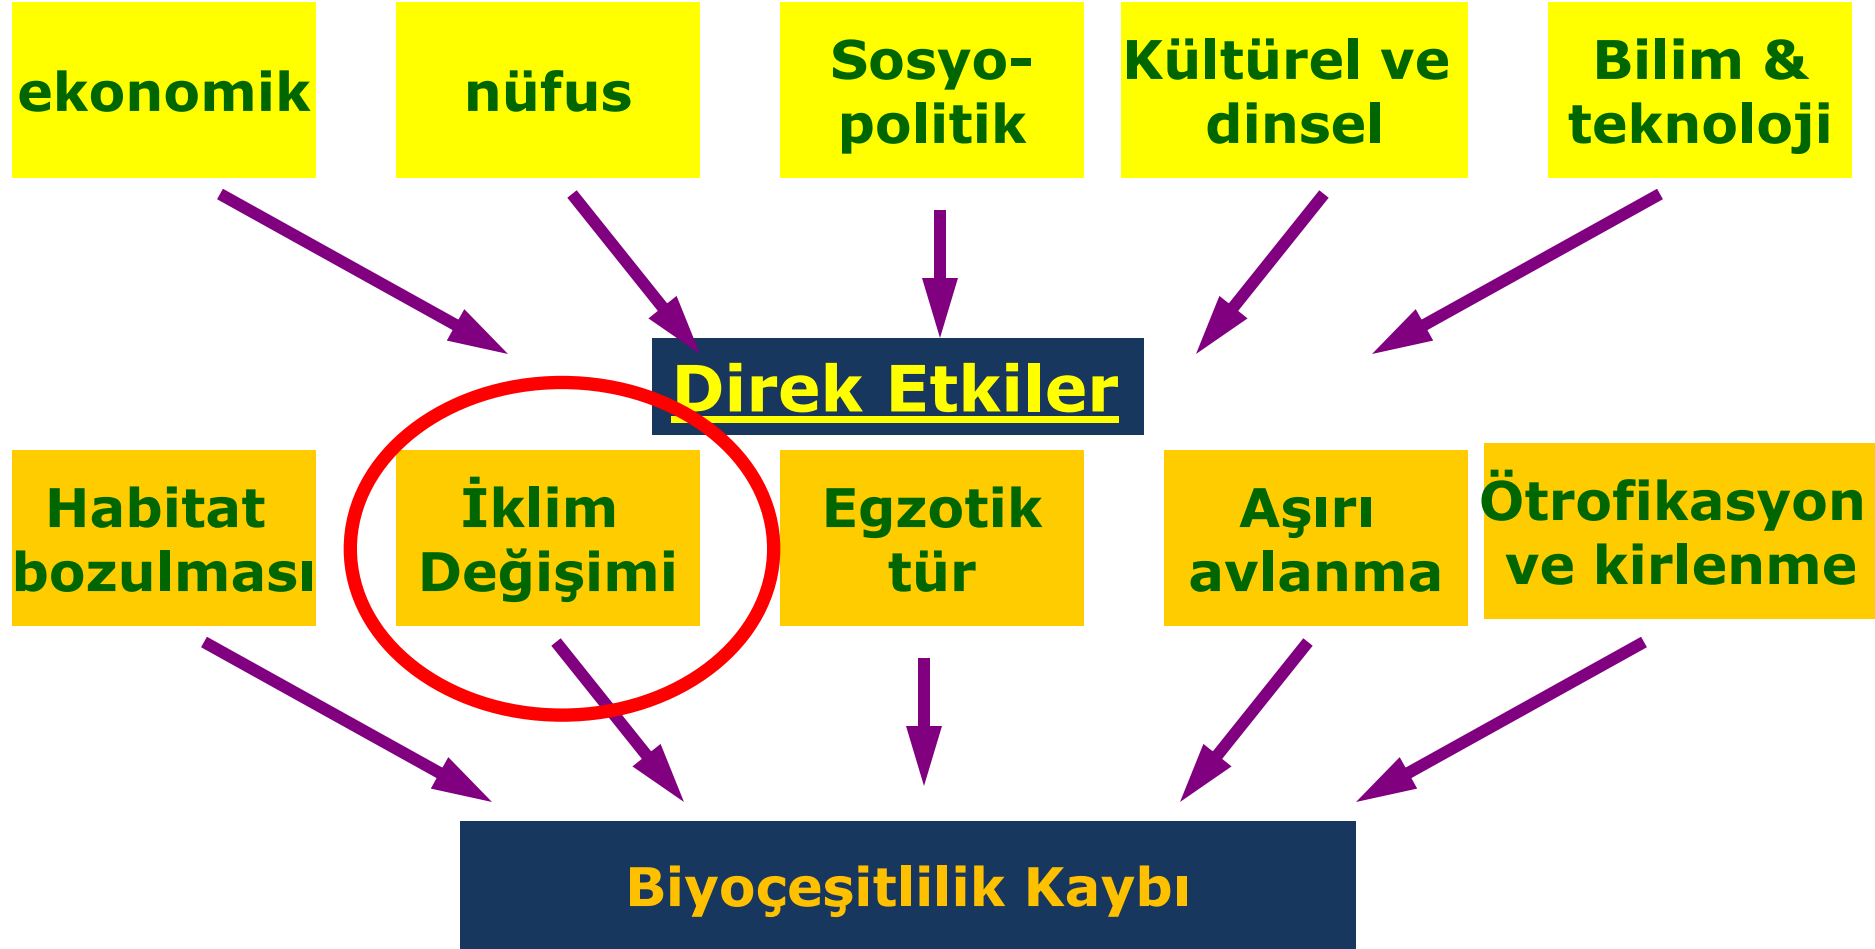 ekonomik
nüfus
Sosyo-
politik
Kültürel ve
dinsel
Bilim &
teknoloji
Direk Etkiler
Habitat
bozulması
İklim
Değişimi
Egzotik
tür
Aşırı
avlanma
Ötrofikasyon
ve kirlenme
Biyoçeşitlilik Kaybı